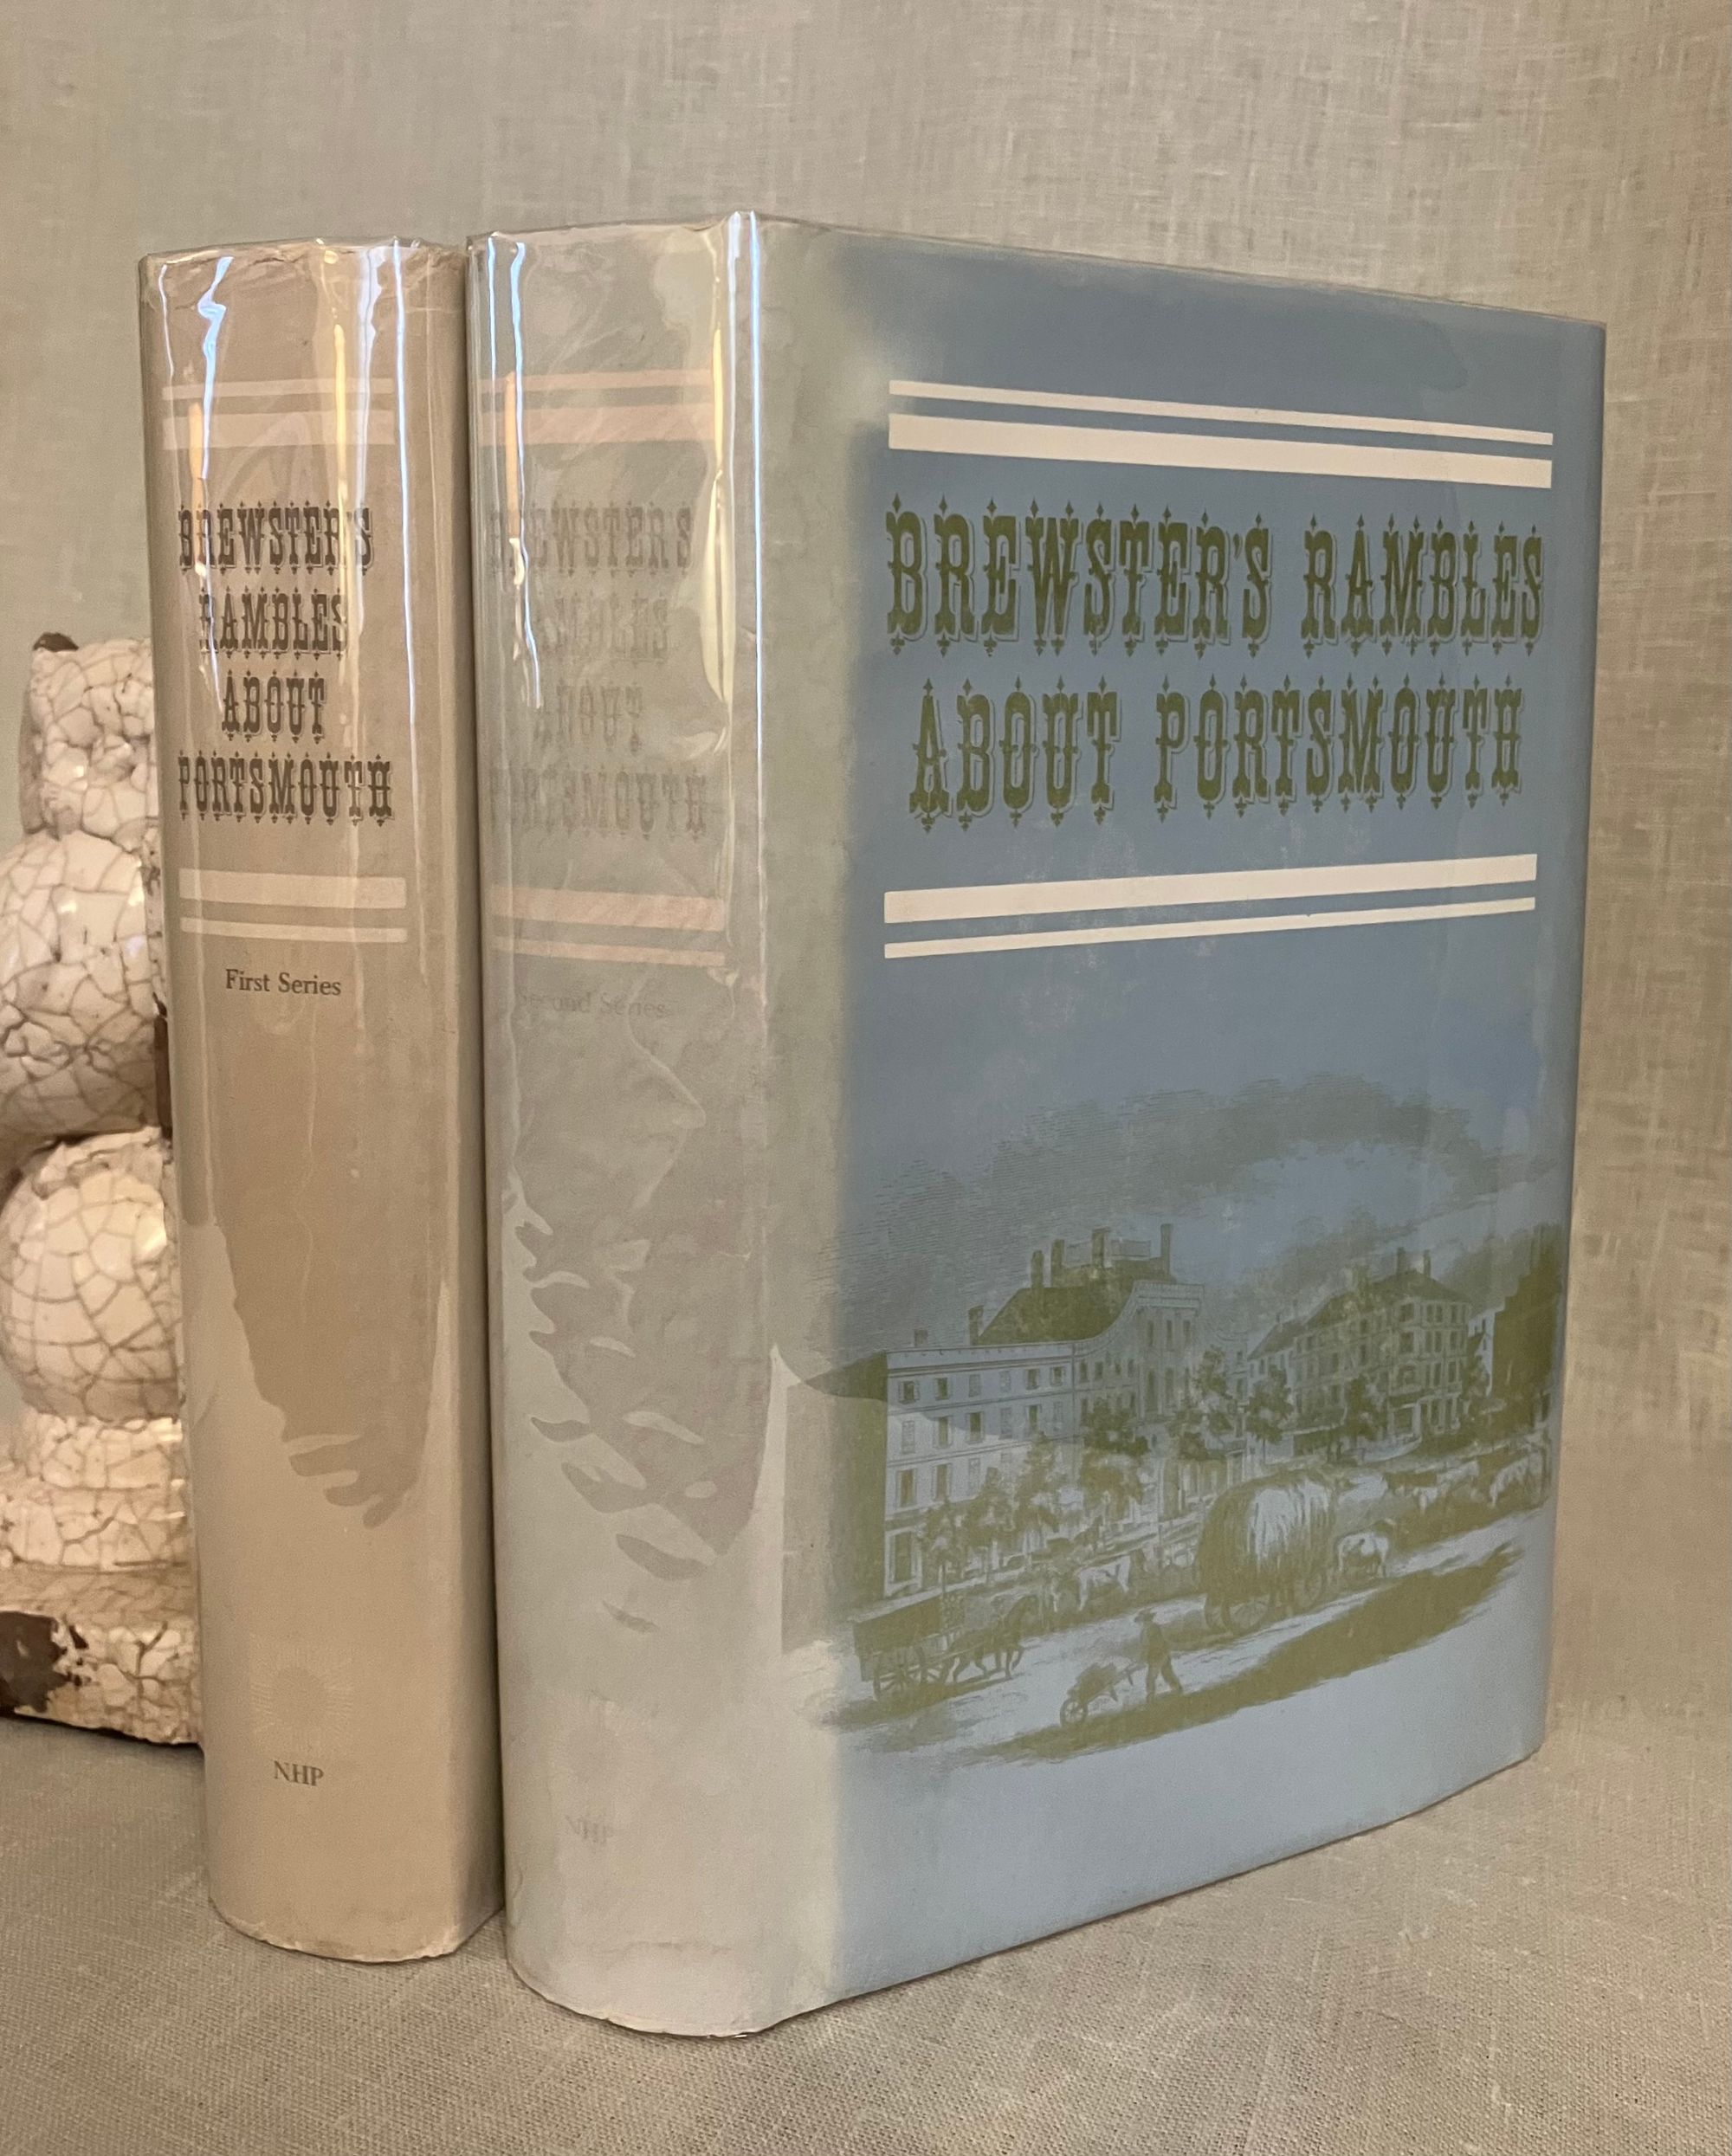 BREWSTER'S
RAMBLES
ABOUT
PORTSMOUTH
First Series
NHP
BREWSTER'S
RAMBLES
ABOUT
PORTSMOUTH
Second Series
NHP
BREWSTER'S RAMBLES
ABOUT PORTSMOUTH